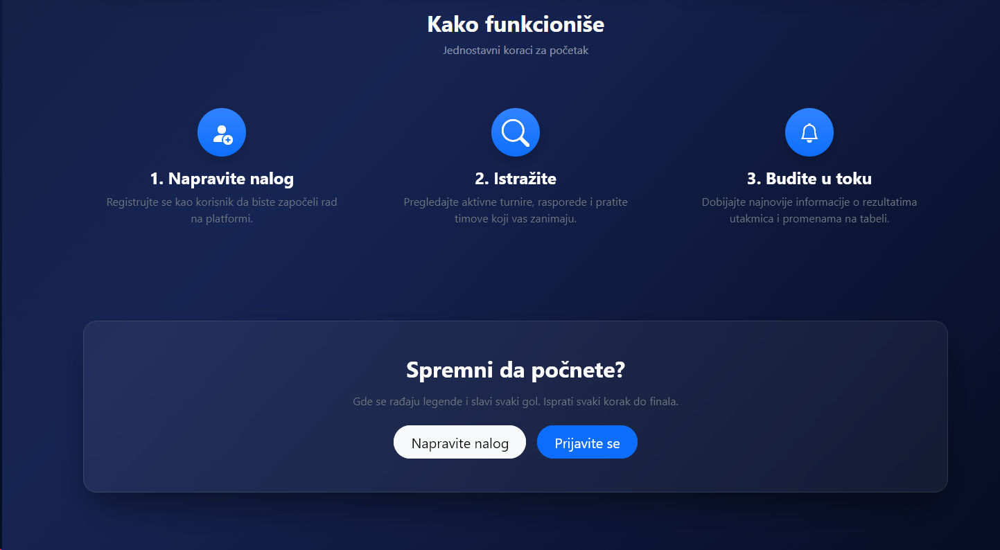 Kako funkcioniše
Jednostavni koraci za početak
1. Napravite nalog
Registrujte se kao korisnik da biste započeli rad
na platformi.
2. Istražite
Pregledajte aktivne turnire, rasporede i pratite
timove koji vas zanimaju.
3. Budite u toku
Dobijajte najnovije informacije o rezultatima
utakmica i promenama na tabeli.
Spremni da počnete?
Gde se rađaju legende i slavi svaki gol. Isprati svaki korak do finala.
Napravite nalog
Prijavite se